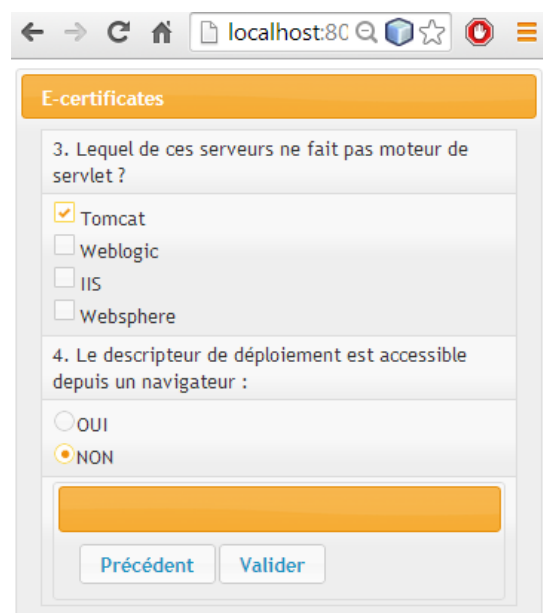 localhost:80
E-certificates
3. Lequel de ces serveurs ne fait pas moteur de
servlet ?
Tomcat
Weblogic
IIS
Websphere
4. Le descripteur de déploiement est accessible
depuis un navigateur :
OUI
NON
Précédent Valider